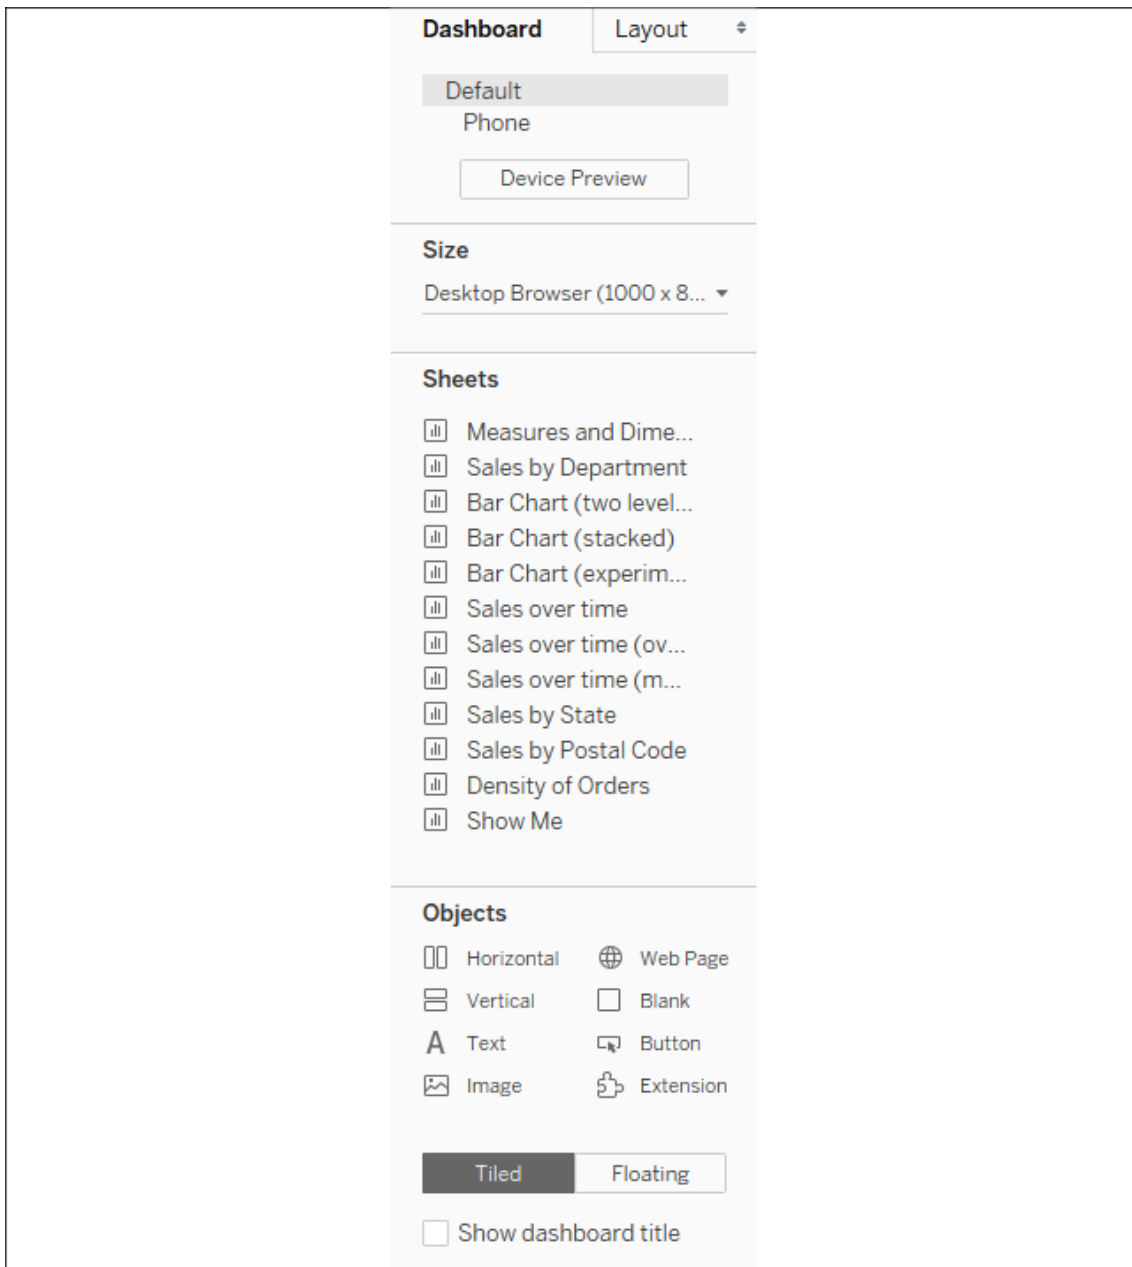 Dashboard Layout
Default
Phone
Device Preview
Size
Desktop Browser (1000 x 8...
Sheets
Measures and Dime...
Sales by Department
Bar Chart (two level...
Bar Chart (stacked)
Bar Chart (experim...
Sales over time
Sales over time (ov...
Sales over time (m...
Sales by State
Sales by Postal Code
Density of Orders
Show Me
Objects
Horizontal Web Page
Vertical Blank
Text Button
Image Extension
Tiled Floating
Show dashboard title